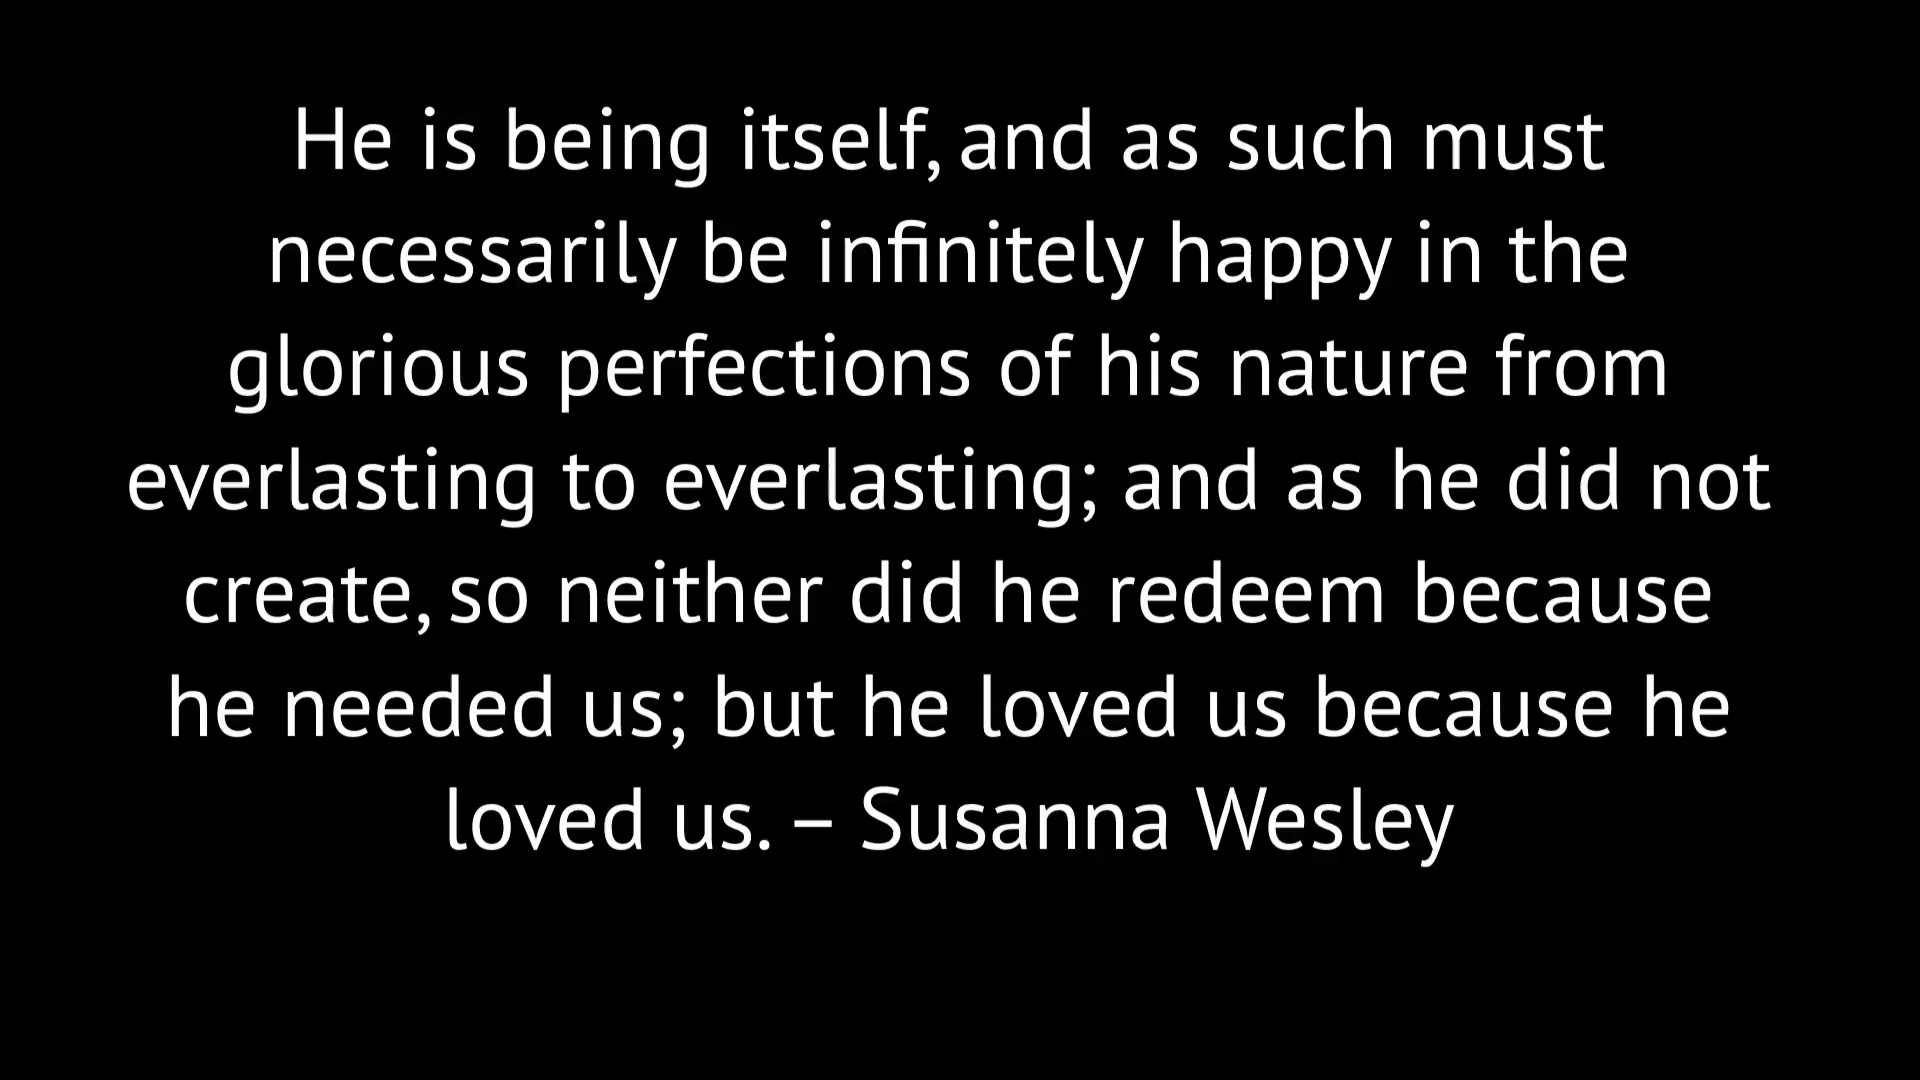 He is being itself, and as such must
necessarily be infinitely happy in the
glorious perfections of his nature from
everlasting to everlasting; and as he did not
create, so neither did he redeem because
he needed us; but he loved us because he
loved us. – Susanna Wesley